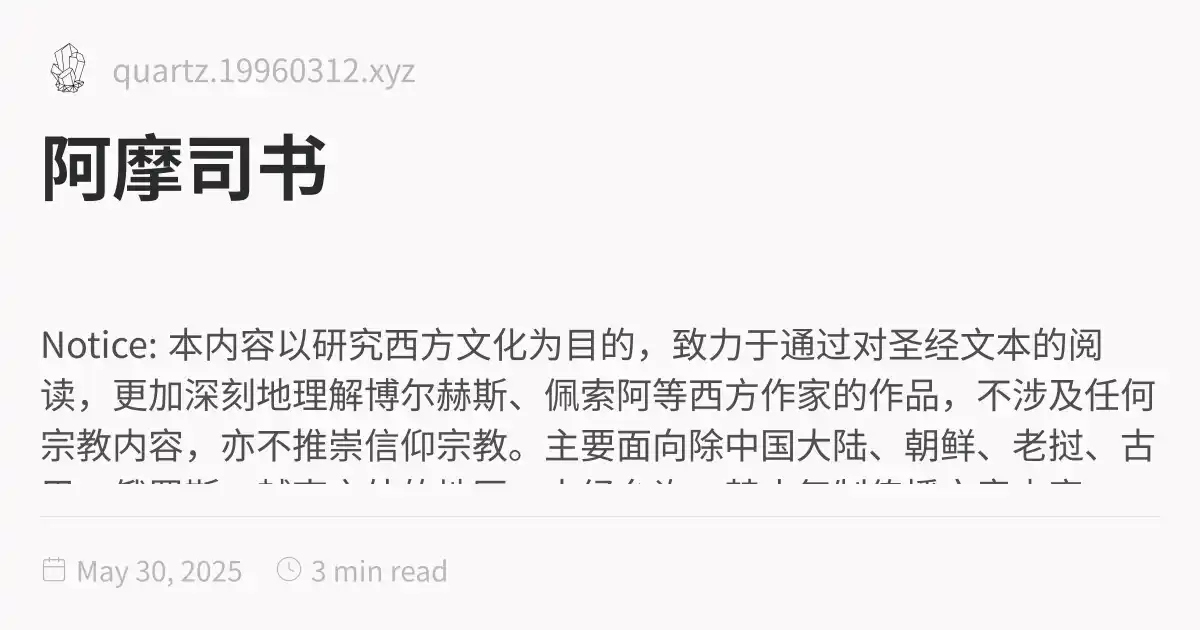 quartz.19960312.xyz
阿摩司书
Notice: 本内容以研究西方文化为目的，致力于通过对圣经文本的阅
读，更加深刻地理解博尔赫斯、佩索阿等西方作家的作品，不涉及任何
宗教内容，亦不推崇信仰宗教。主要面向除中国大陆、朝鲜、老挝、古
May 30, 2025
3 min read